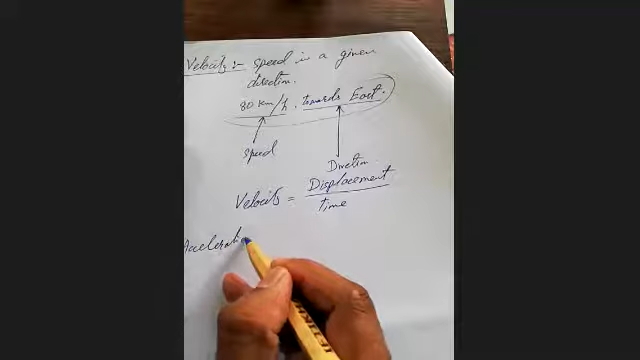 Velocity :- speed in a given
direction.
80 km/h . towards East.
speed
Direction
Velocity = Displacement
time
Accelerati